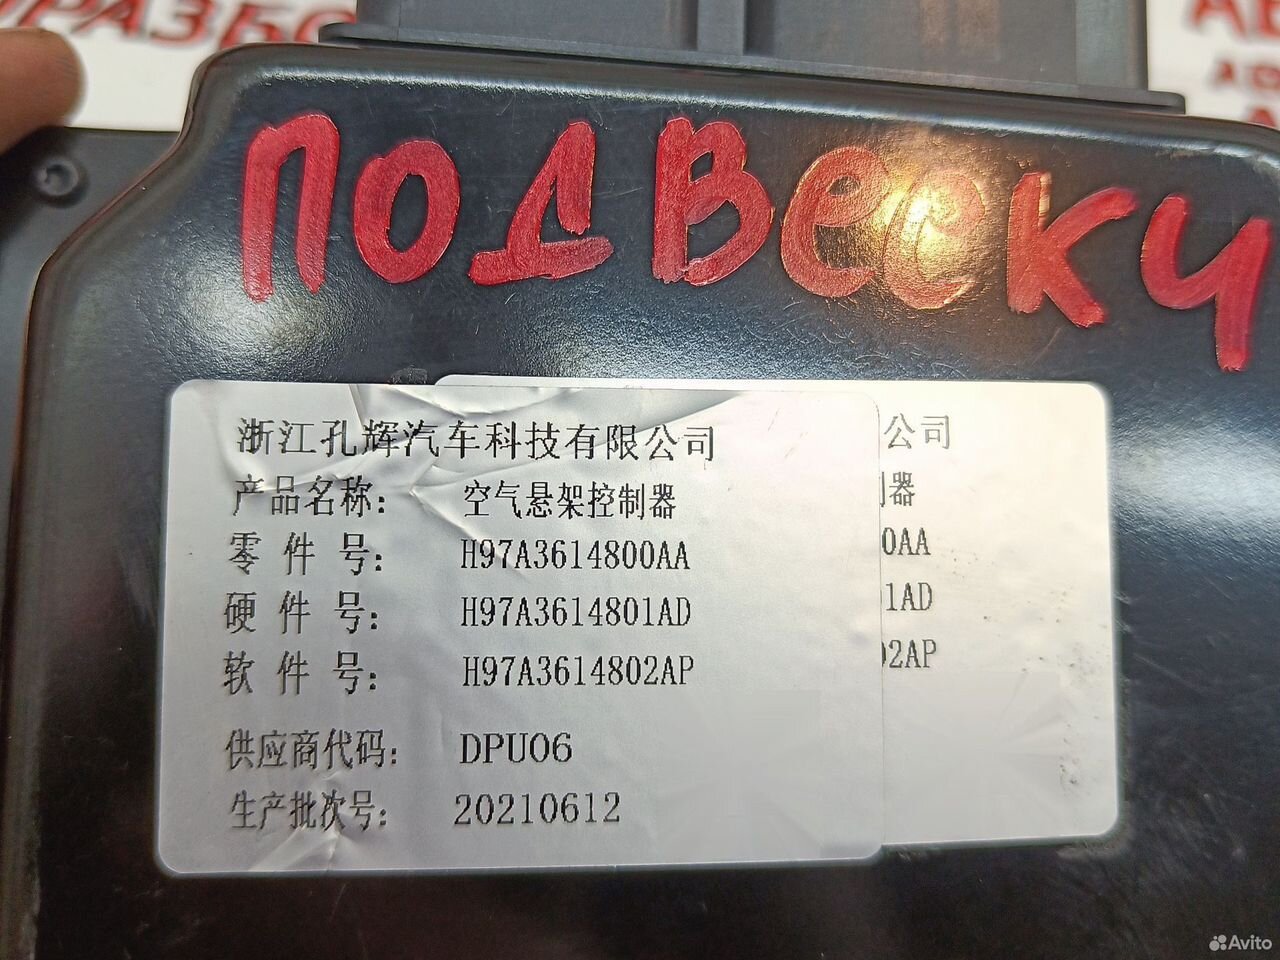 ПОДВЕСКИ
浙江孔辉汽车科技有限公司
产品名称: 空气悬架控制器
零件号: H97A3614800AA
硬件号: H97A3614801AD
软件号: H97A3614802AP
供应商代码: DPU06
生产批次号: 20210612
公司
器
0AA
1AD
02AP
Avito